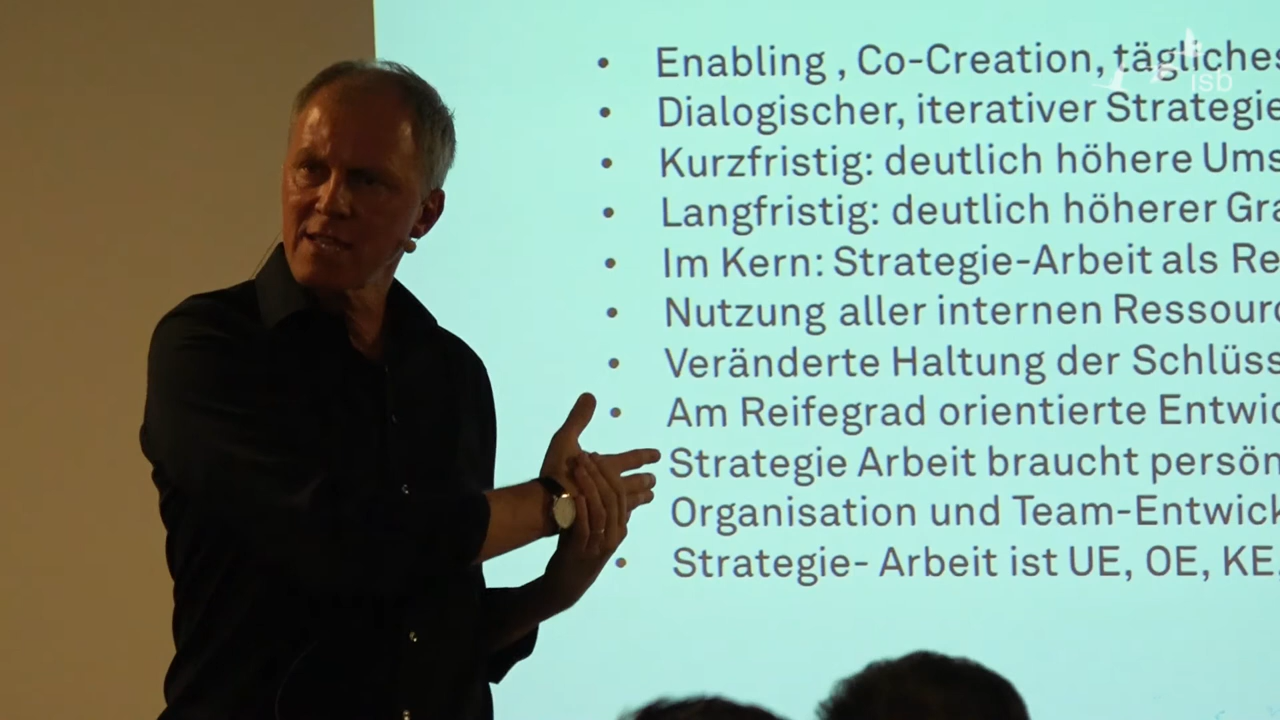 • Enabling , Co-Creation, tägliches
• Dialogischer, iterativer Strategie
• Kurzfristig: deutlich höhere Ums
• Langfristig: deutlich höherer Gra
• Im Kern: Strategie-Arbeit als Re
• Nutzung aller internen Ressourc
• Veränderte Haltung der Schlüss
• Am Reifegrad orientierte Entwic
Strategie Arbeit braucht persön
Organisation und Team-Entwick
• Strategie- Arbeit ist UE, OE, KE.
isb